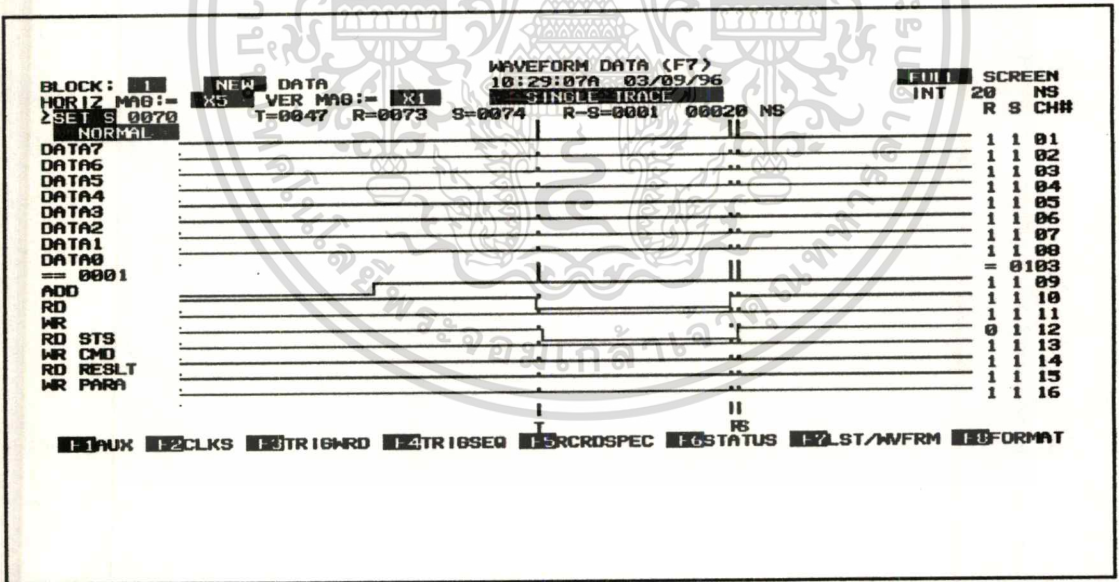 WAVEFORM DATA (F7)
BLOCK: 1 NEW DATA 10:29:07A 03/09/96 FULL SCREEN
HORIZ MAG:= X5 VER MAG:= X1 SINGLE TRACE INT 20 NS
>SET S 0070 T=0047 R=0073 S=0074 R-S=0001 00020 NS R S CH#
NORMAL
DATA7 1 1 01
DATA6 1 1 02
DATA5 1 1 03
DATA4 1 1 04
DATA3 1 1 05
DATA2 1 1 06
DATA1 1 1 07
DATA0 1 1 08
== 0001 = 0103
ADD 1 1 09
RD 1 1 10
WR 1 1 11
RD STS 0 1 12
WR CMD 1 1 13
RD RESLT 1 1 14
WR PARA 1 1 15
1 1 16
T RS
F1AUX F2CLKS F3TRIGWRD F4TRIGSEQ F5RCRDSPEC F6STATUS F7LST/WVFRM F8FORMAT